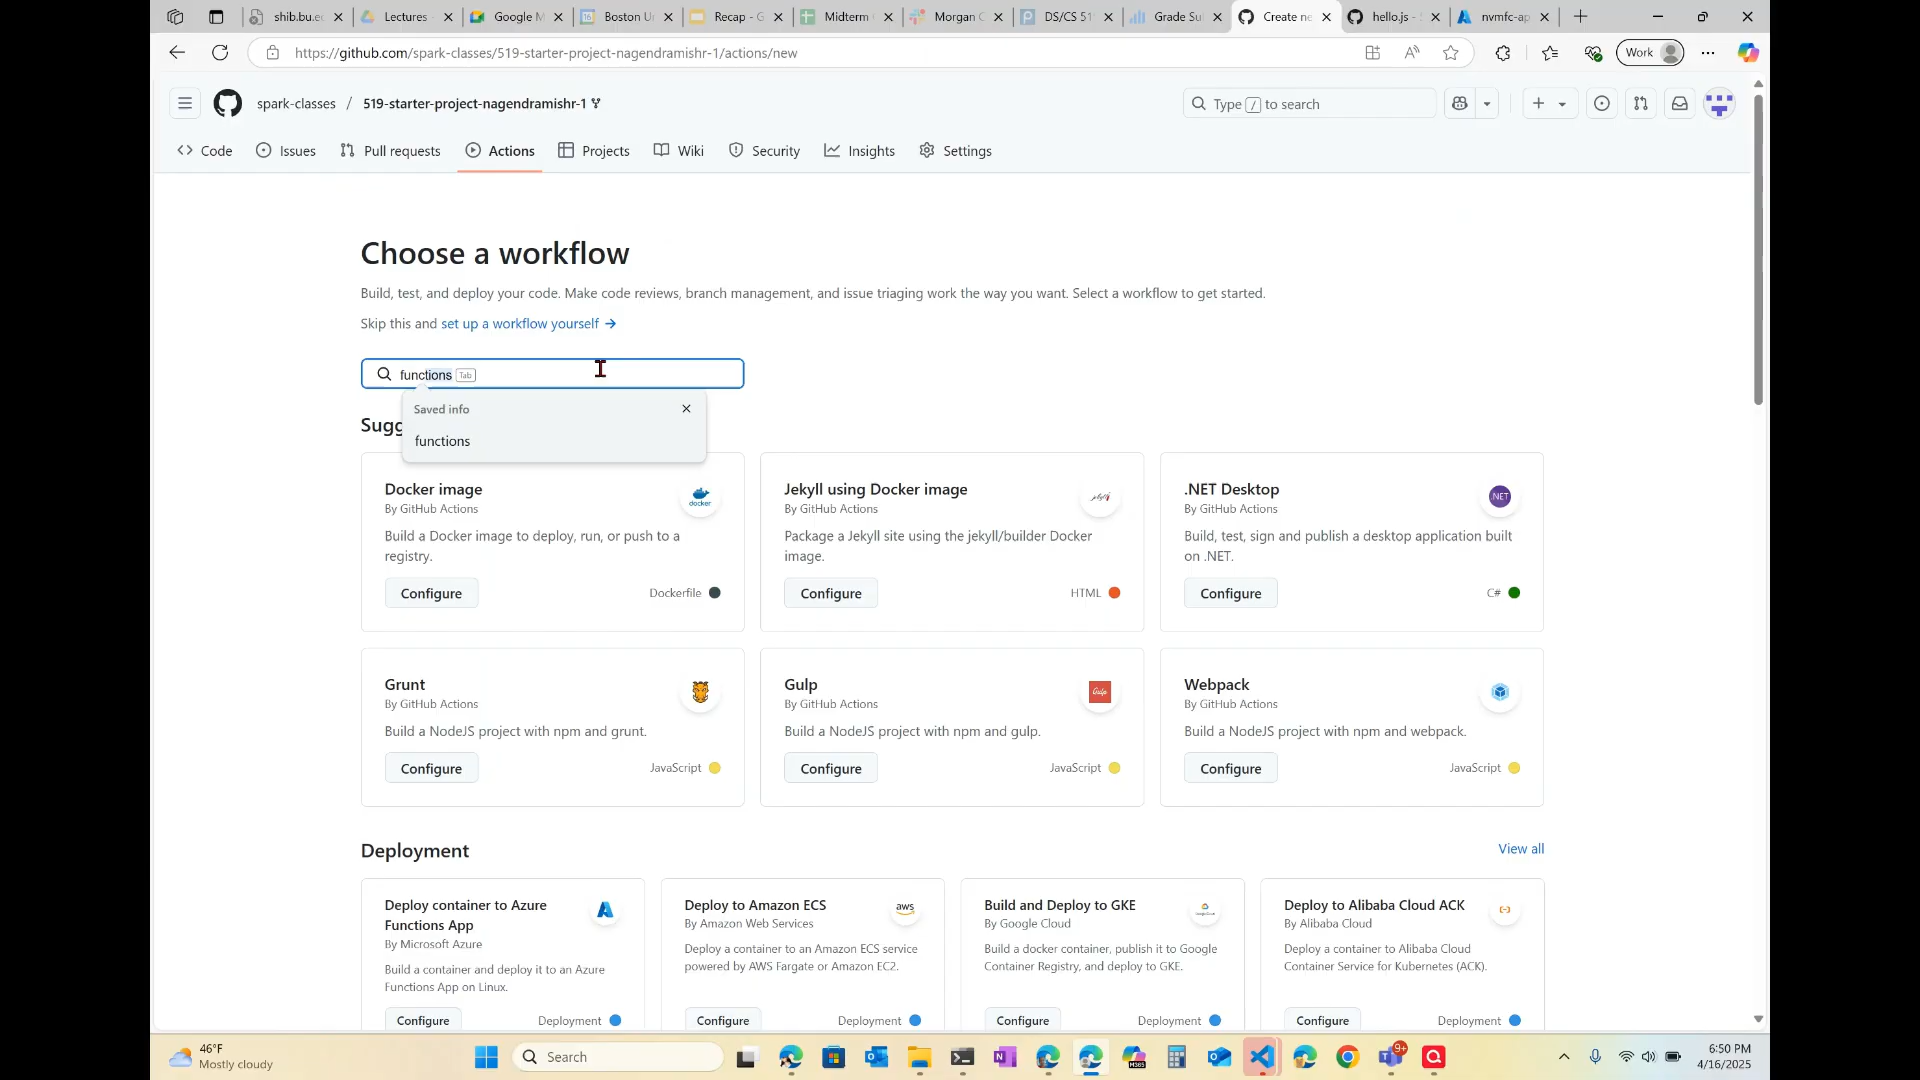 shib.bu.e
Lectures
Google M
Boston U
Recap - G
Midterm
Morgan C
DS/CS 51
Grade Su
Create ne
hello.js -
nvmfc-ap
https://github.com/spark-classes/519-starter-project-nagendramishr-1/actions/new
Work
spark-classes / 519-starter-project-nagendramishr-1
Type / to search
Code
Issues
Pull requests
Actions
Projects
Wiki
Security
Insights
Settings
Choose a workflow
Build, test, and deploy your code. Make code reviews, branch management, and issue triaging work the way you want. Select a workflow to get started.
Skip this and set up a workflow yourself →
functions Tab
Saved info
functions
Sugg
Docker image
By GitHub Actions
Build a Docker image to deploy, run, or push to a
registry.
Configure
Dockerfile
Jekyll using Docker image
By GitHub Actions
Package a Jekyll site using the jekyll/builder Docker
image.
Configure
HTML
.NET Desktop
By GitHub Actions
Build, test, sign and publish a desktop application built
on .NET.
Configure
C#
Grunt
By GitHub Actions
Build a NodeJS project with npm and grunt.
Configure
JavaScript
Gulp
By GitHub Actions
Build a NodeJS project with npm and gulp.
Configure
JavaScript
Webpack
By GitHub Actions
Build a NodeJS project with npm and webpack.
Configure
JavaScript
Deployment
View all
Deploy container to Azure
Functions App
By Microsoft Azure
Build a container and deploy it to an Azure
Functions App on Linux.
Configure
Deployment
Deploy to Amazon ECS
By Amazon Web Services
Deploy a container to an Amazon ECS service
powered by AWS Fargate or Amazon EC2.
Configure
Deployment
Build and Deploy to GKE
By Google Cloud
Build a docker container, publish it to Google
Container Registry, and deploy to GKE.
Configure
Deployment
Deploy to Alibaba Cloud ACK
By Alibaba Cloud
Deploy a container to Alibaba Cloud
Container Service for Kubernetes (ACK).
Configure
Deployment
46°F
Mostly cloudy
Search
9+
6:50 PM
4/16/2025